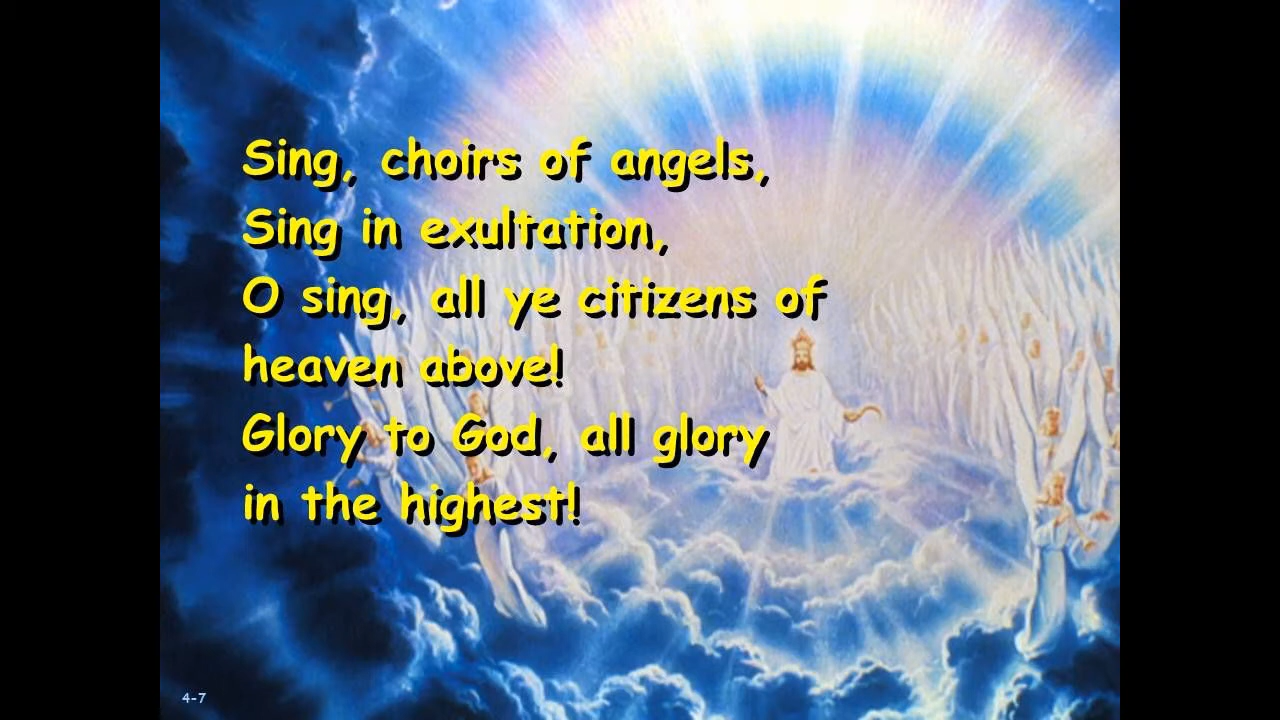 Sing, choirs of angels,
Sing in exultation,
O sing, all ye citizens of
heaven above!
Glory to God, all glory
in the highest!
4-7